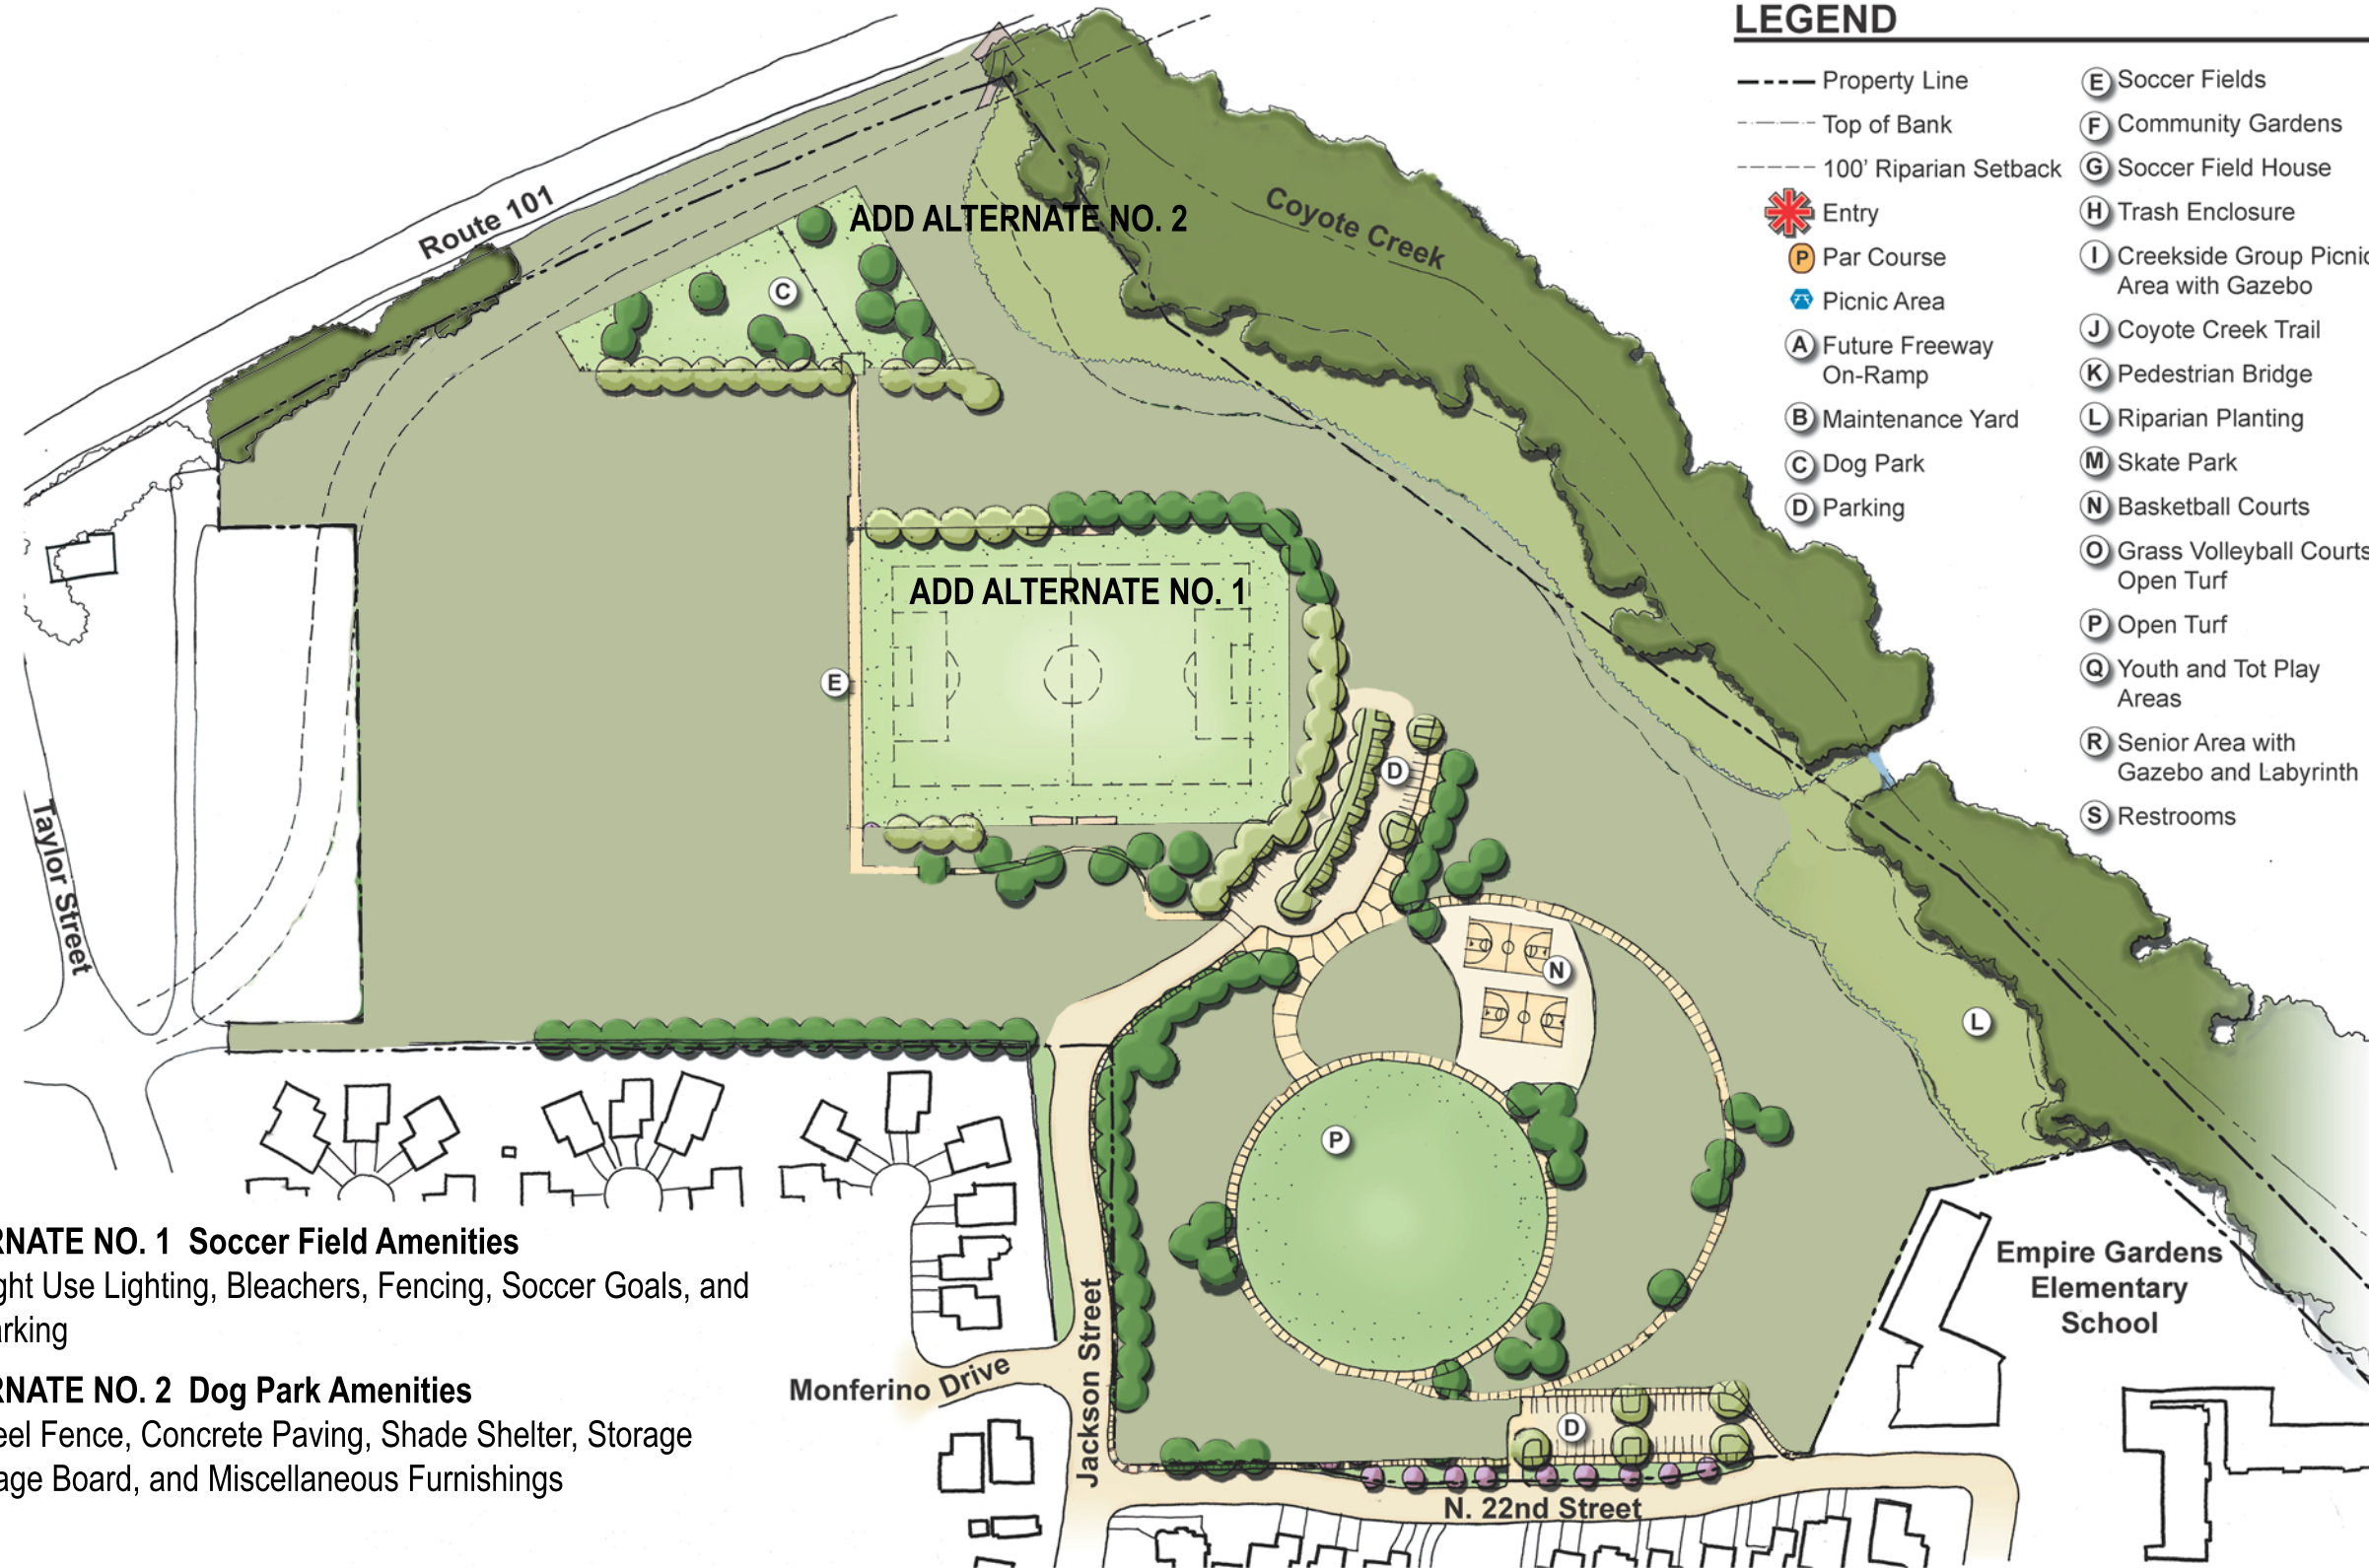 LEGEND
Property Line
Top of Bank
100' Riparian Setback
Entry
P Par Course
Picnic Area
A Future Freeway
On-Ramp
B Maintenance Yard
C Dog Park
D Parking
E Soccer Fields
F Community Gardens
G Soccer Field House
H Trash Enclosure
I Creekside Group Picnic
Area with Gazebo
J Coyote Creek Trail
K Pedestrian Bridge
L Riparian Planting
M Skate Park
N Basketball Courts
O Grass Volleyball Courts
Open Turf
P Open Turf
Q Youth and Tot Play
Areas
R Senior Area with
Gazebo and Labyrinth
S Restrooms
Route 101
ADD ALTERNATE NO. 2
Coyote Creek
C
ADD ALTERNATE NO. 1
E
D
Taylor Street
N
L
P
RNATE NO. 1 Soccer Field Amenities
ght Use Lighting, Bleachers, Fencing, Soccer Goals, and
arking
RNATE NO. 2 Dog Park Amenities
eel Fence, Concrete Paving, Shade Shelter, Storage
age Board, and Miscellaneous Furnishings
Empire Gardens
Elementary
School
Monferino Drive
Jackson Street
D
N. 22nd Street